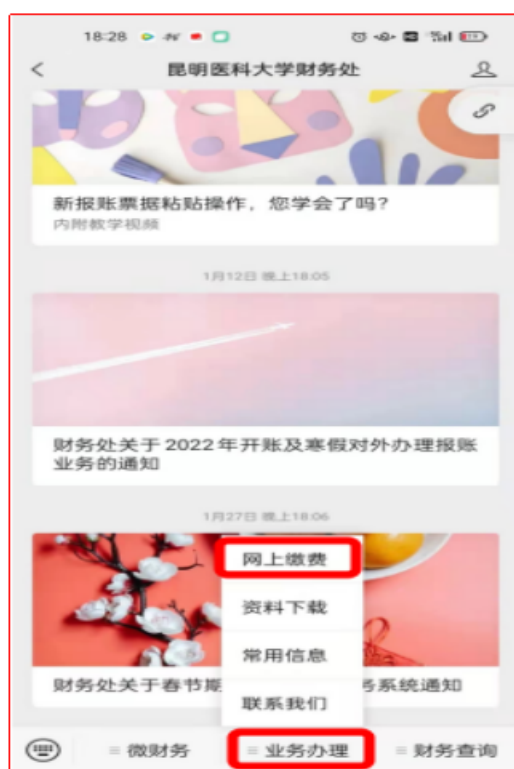 18:28
昆明医科大学财务处
新报账票据粘贴操作，您学会了吗？
内附教学视频
1月12日 晚上18:05
财务处关于2022年开账及寒假对外办理报账
业务的通知
1月27日 晚上18:06
网上缴费
资料下载
常用信息
联系我们
财务处关于春节期
务系统通知
微财务
业务办理
财务查询